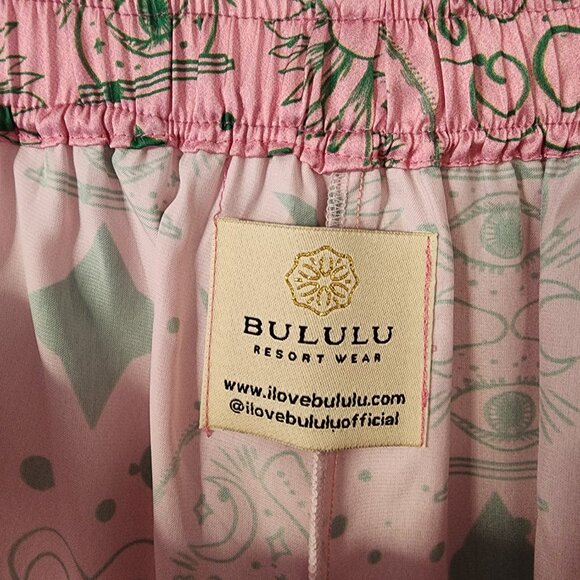 BULULU
RESORT WEAR
www.ilovebululu.com
@ilovebululuofficial